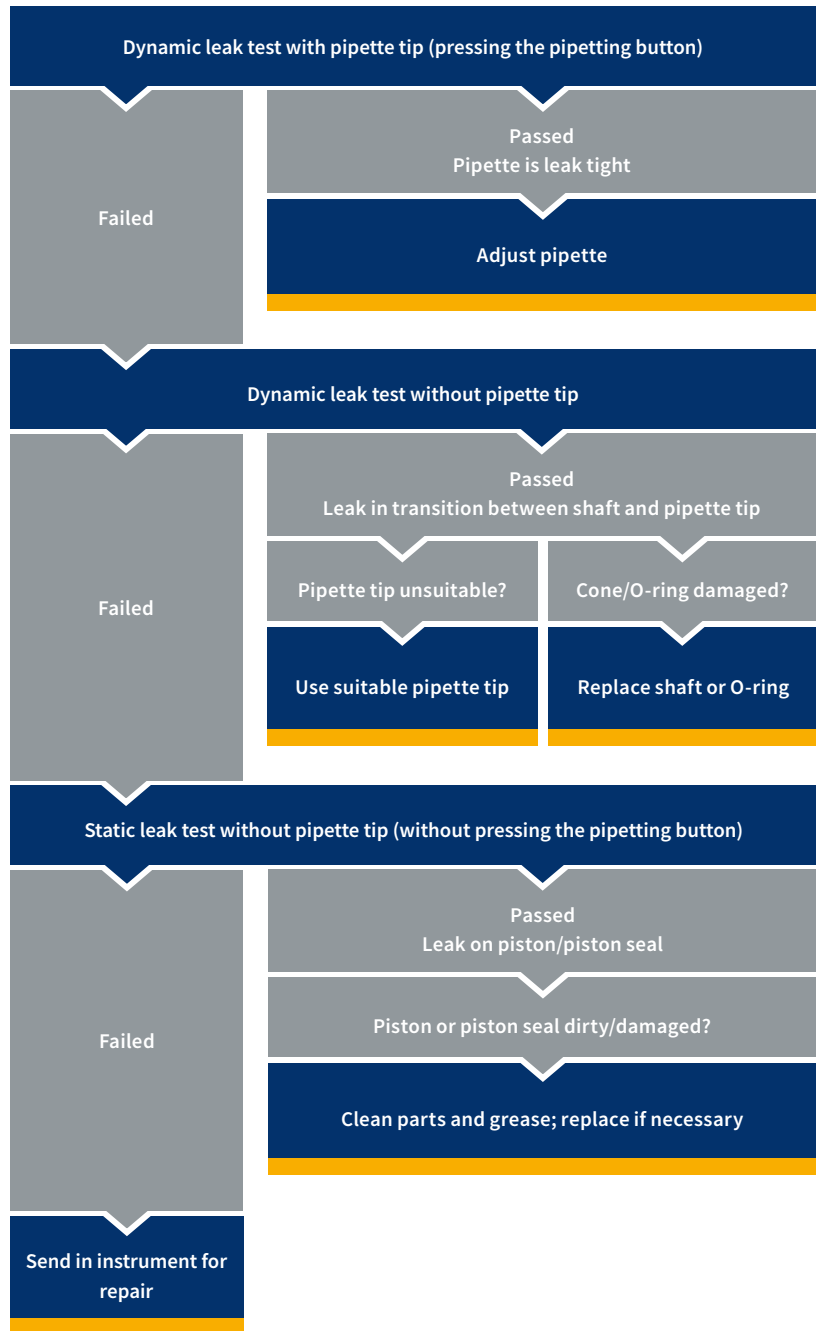 Dynamic leak test with pipette tip (pressing the pipetting button)
Failed
Passed
Pipette is leak tight
Adjust pipette
Dynamic leak test without pipette tip
Failed
Passed
Leak in transition between shaft and pipette tip
Pipette tip unsuitable?
Cone/O-ring damaged?
Use suitable pipette tip
Replace shaft or O-ring
Static leak test without pipette tip (without pressing the pipetting button)
Failed
Passed
Leak on piston/piston seal
Piston or piston seal dirty/damaged?
Clean parts and grease; replace if necessary
Send in instrument for
repair